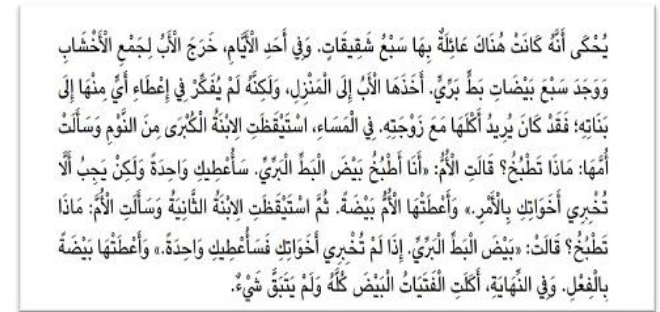 يُحْكَى أَنَّهُ كَانَتْ هُنَاكَ عَائِلَةٌ بِهَا سَبْعُ شَقِيقَاتٍ. وَفِي أَحَدِ الْأَيَّامِ، خَرَجَ الْأَبُ لِجَمْعِ الْأَخْشَابِ
وَوَجَدَ سَبْعَ بَيْضَاتِ بَطٍّ بَرِّيٍّ. أَخَذَهَا الْأَبُ إِلَى الْمَنْزِلِ، وَلَكِنَّهُ لَمْ يُفَكِّرْ فِي إِعْطَاءِ أَيٍّ مِنْهَا إِلَى
بَنَاتِهِ؛ فَقَدْ كَانَ يُرِيدُ أَكْلَهَا مَعَ زَوْجَتِهِ. فِي الْمَسَاءِ، اسْتَيْقَظَتِ الِابْنَةُ الْكُبْرَى مِنَ النَّوْمِ وَسَأَلَتْ
أُمَّهَا: مَاذَا تَطْبُخُ؟ قَالَتِ الْأُمُّ: «أَنَا أَطْبُخُ بَيْضَ الْبَطِّ الْبَرِّيِّ. سَأُعْطِيكِ وَاحِدَةً وَلَكِنْ يَجِبُ أَلَّا
تُخْبِرِي أَخَوَاتِكِ بِالْأَمْرِ.» وَأَعْطَتْهَا الْأُمُّ بَيْضَةً. ثُمَّ اسْتَيْقَظَتِ الِابْنَةُ الثَّانِيَةُ وَسَأَلَتِ الْأُمَّ: مَاذَا
تَطْبُخُ؟ قَالَتْ: «بَيْضَ الْبَطِّ الْبَرِّيِّ. إِذَا لَمْ تُخْبِرِي أَخَوَاتِكِ فَسَأُعْطِيكِ وَاحِدَةً.» وَأَعْطَتْهَا بَيْضَةً
بِالْفِعْلِ. وَفِي النِّهَايَةِ، أَكَلَتِ الْفَتَيَاتُ الْبَيْضَ كُلَّهُ وَلَمْ يَتَبَقَّ شَيْءٌ.